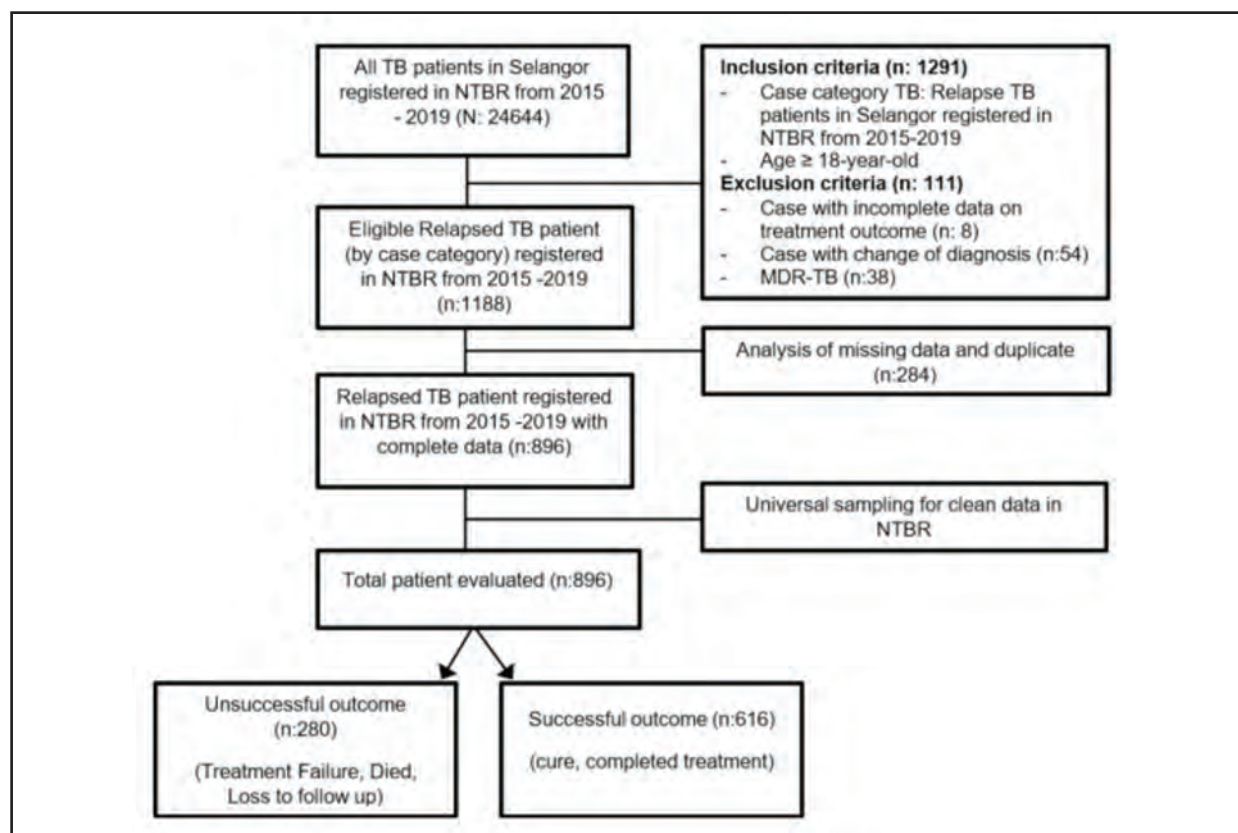 All TB patients in Selangor
registered in NTBR from 2015
- 2019 (N: 24644)
Inclusion criteria (n: 1291)
- Case category TB: Relapse TB
patients in Selangor registered in
NTBR from 2015-2019
- Age ≥ 18-year-old
Exclusion criteria (n: 111)
- Case with incomplete data on
treatment outcome (n: 8)
- Case with change of diagnosis (n:54)
- MDR-TB (n:38)
Eligible Relapsed TB patient
(by case category) registered
in NTBR from 2015 -2019
(n:1188)
Analysis of missing data and duplicate
(n:284)
Relapsed TB patient registered
in NTBR from 2015 -2019 with
complete data (n:896)
Universal sampling for clean data in
NTBR
Total patient evaluated (n:896)
Unsuccessful outcome
(n:280)
(Treatment Failure, Died,
Loss to follow up)
Successful outcome (n:616)
(cure, completed treatment)